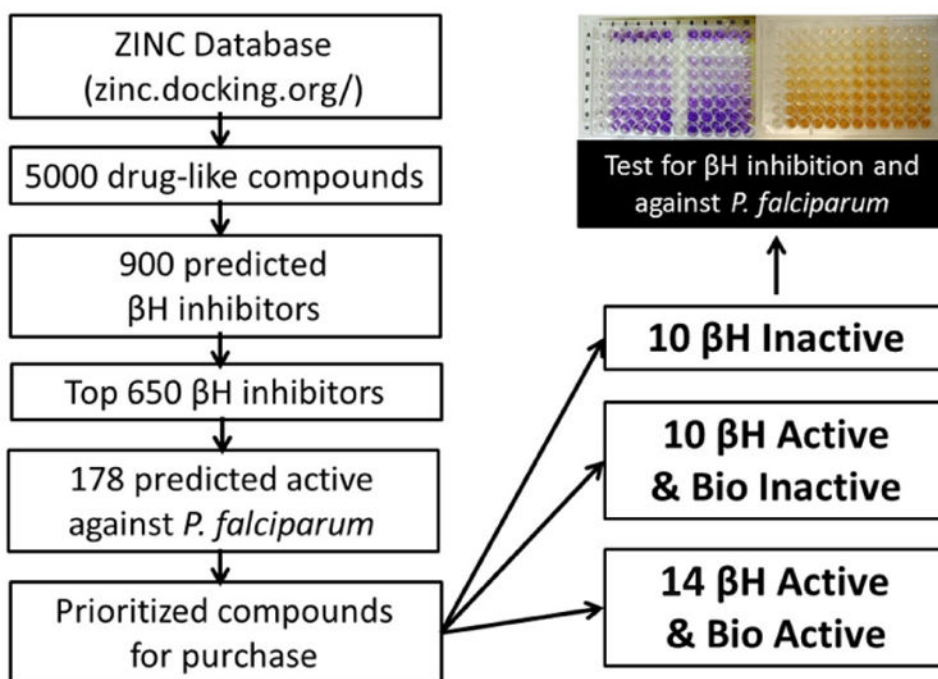 ZINC Database
(zinc.docking.org/)
5000 drug-like compounds
900 predicted
βH inhibitors
Top 650 βH inhibitors
178 predicted active
against P. falciparum
Prioritized compounds
for purchase
Test for βH inhibition and
against P. falciparum
10 βH Inactive
10 βH Active
& Bio Inactive
14 βH Active
& Bio Active